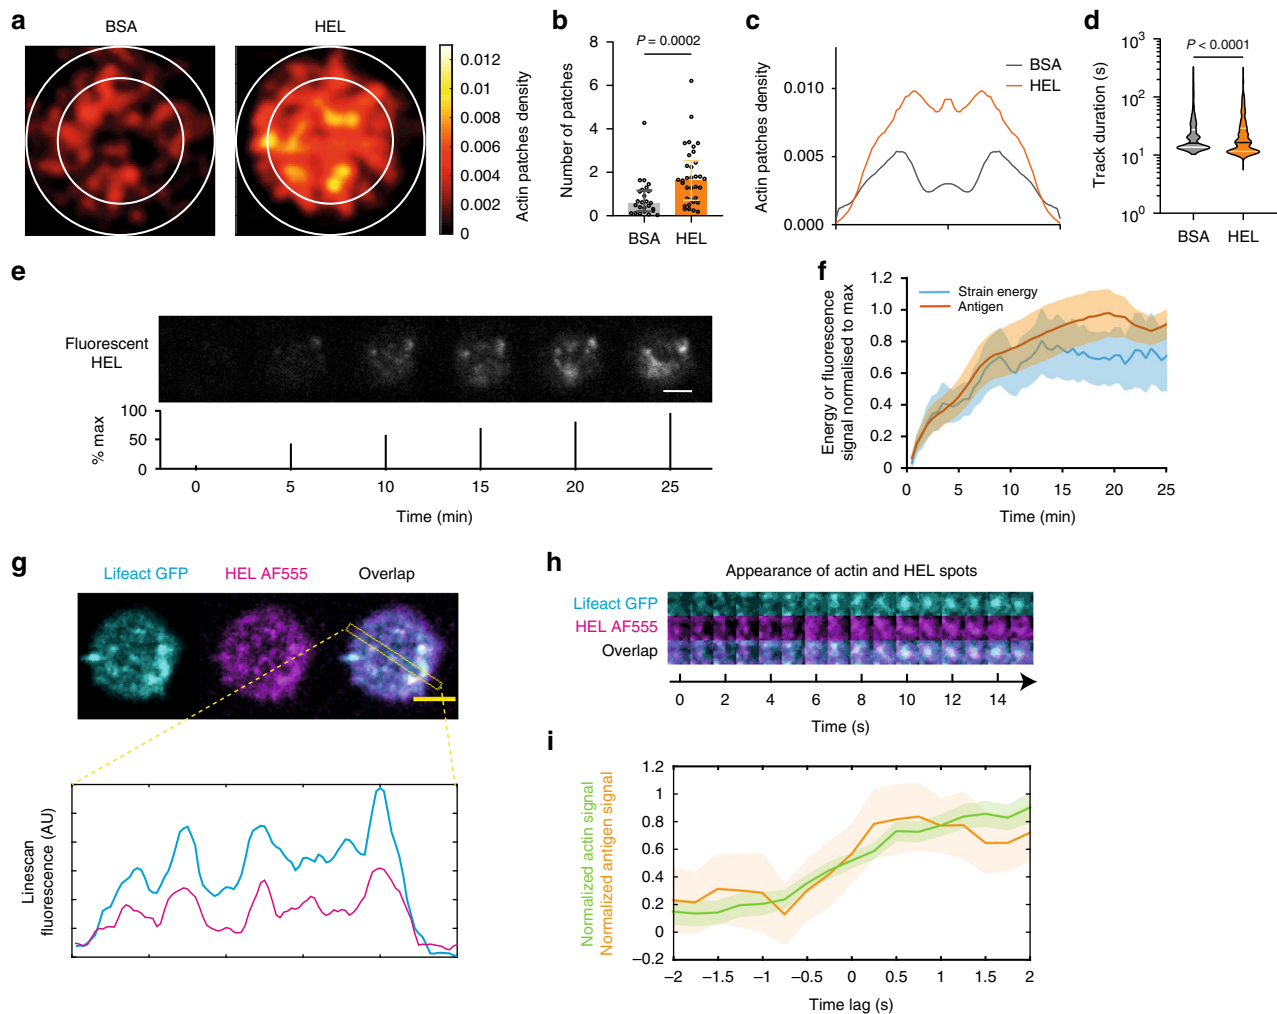 a
BSA
HEL
0.012
0.010
0.008
0.006
0.004
0.002
0
Actin patches density
b
P = 0.0002
8
6
4
2
0
Number of patches
BSA
HEL
c
BSA
HEL
0.010
0.005
0.000
Actin patches density
d
P < 0.0001
10³
10²
10¹
10⁰
Track duration (s)
BSA
HEL
e
Fluorescent
HEL
100
50
0
% max
0 5 10 15 20 25
Time (min)
f
Strain energy
Antigen
1.2
1.0
0.8
0.6
0.4
0.2
0
Energy or fluorescence
signal normalised to max
0 5 10 15 20 25
Time (min)
g
Lifeact GFP
HEL AF555
Overlap
Linescan
fluorescence (AU)
h
Appearance of actin and HEL spots
Lifeact GFP
HEL AF555
Overlap
0 2 4 6 8 10 12 14
Time (s)
i
Normalized actin signal
Normalized antigen signal
1.2
1
0.8
0.6
0.4
0.2
0
−0.2
−2 −1.5 −1 −0.5 0 0.5 1 1.5 2
Time lag (s)